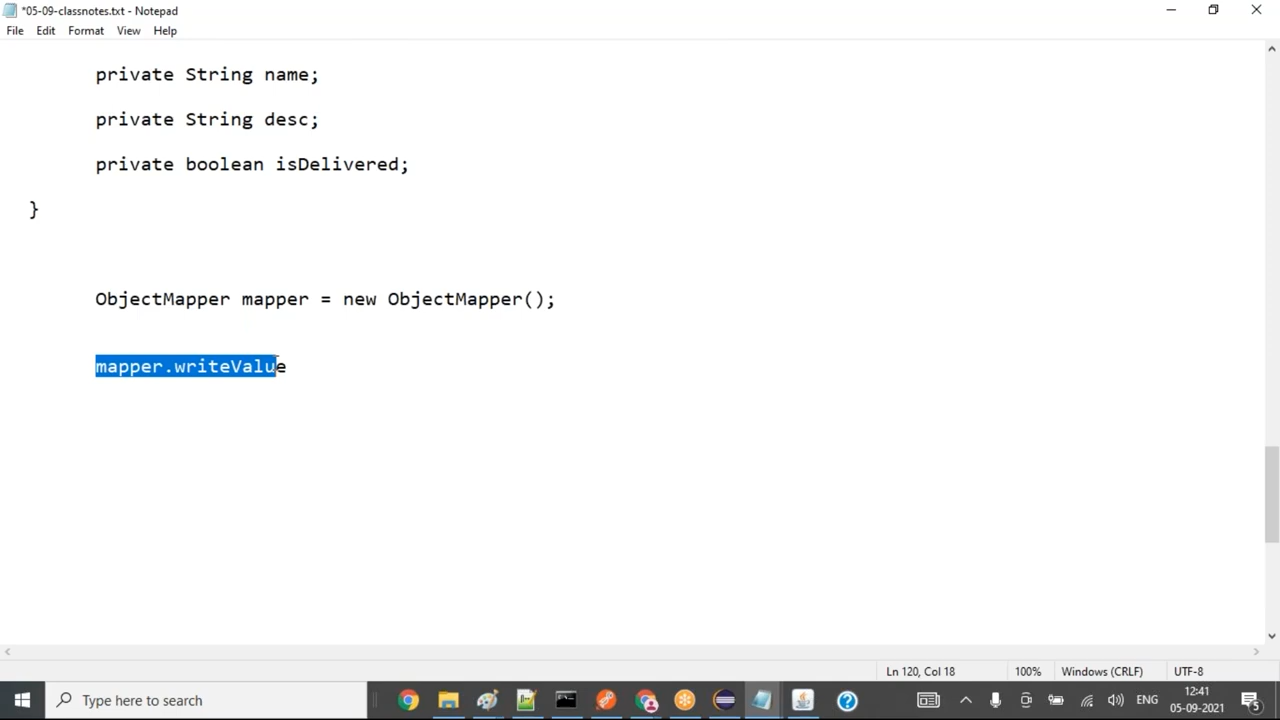 *05-09-classnotes.txt - Notepad
File Edit Format View Help
private String name;
private String desc;
private boolean isDelivered;
}
ObjectMapper mapper = new ObjectMapper();
mapper.writeValue
Ln 120, Col 18 100% Windows (CRLF) UTF-8
Type here to search
ENG
12:41
05-09-2021
5